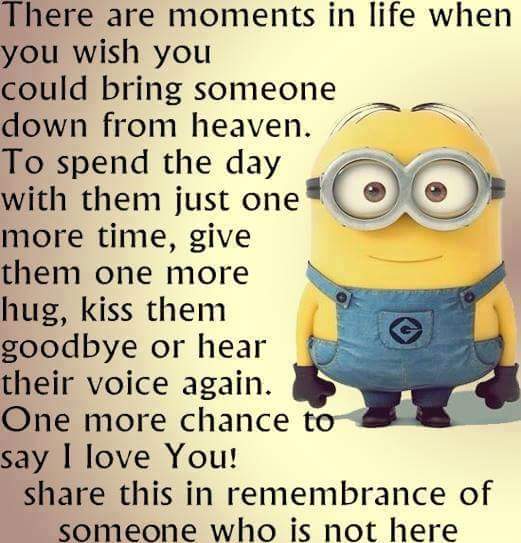 There are moments in life when
you wish you
could bring someone
down from heaven.
To spend the day
with them just one
more time, give
them one more
hug, kiss them
goodbye or hear
their voice again.
One more chance to
say I love You!
share this in remembrance of
someone who is not here